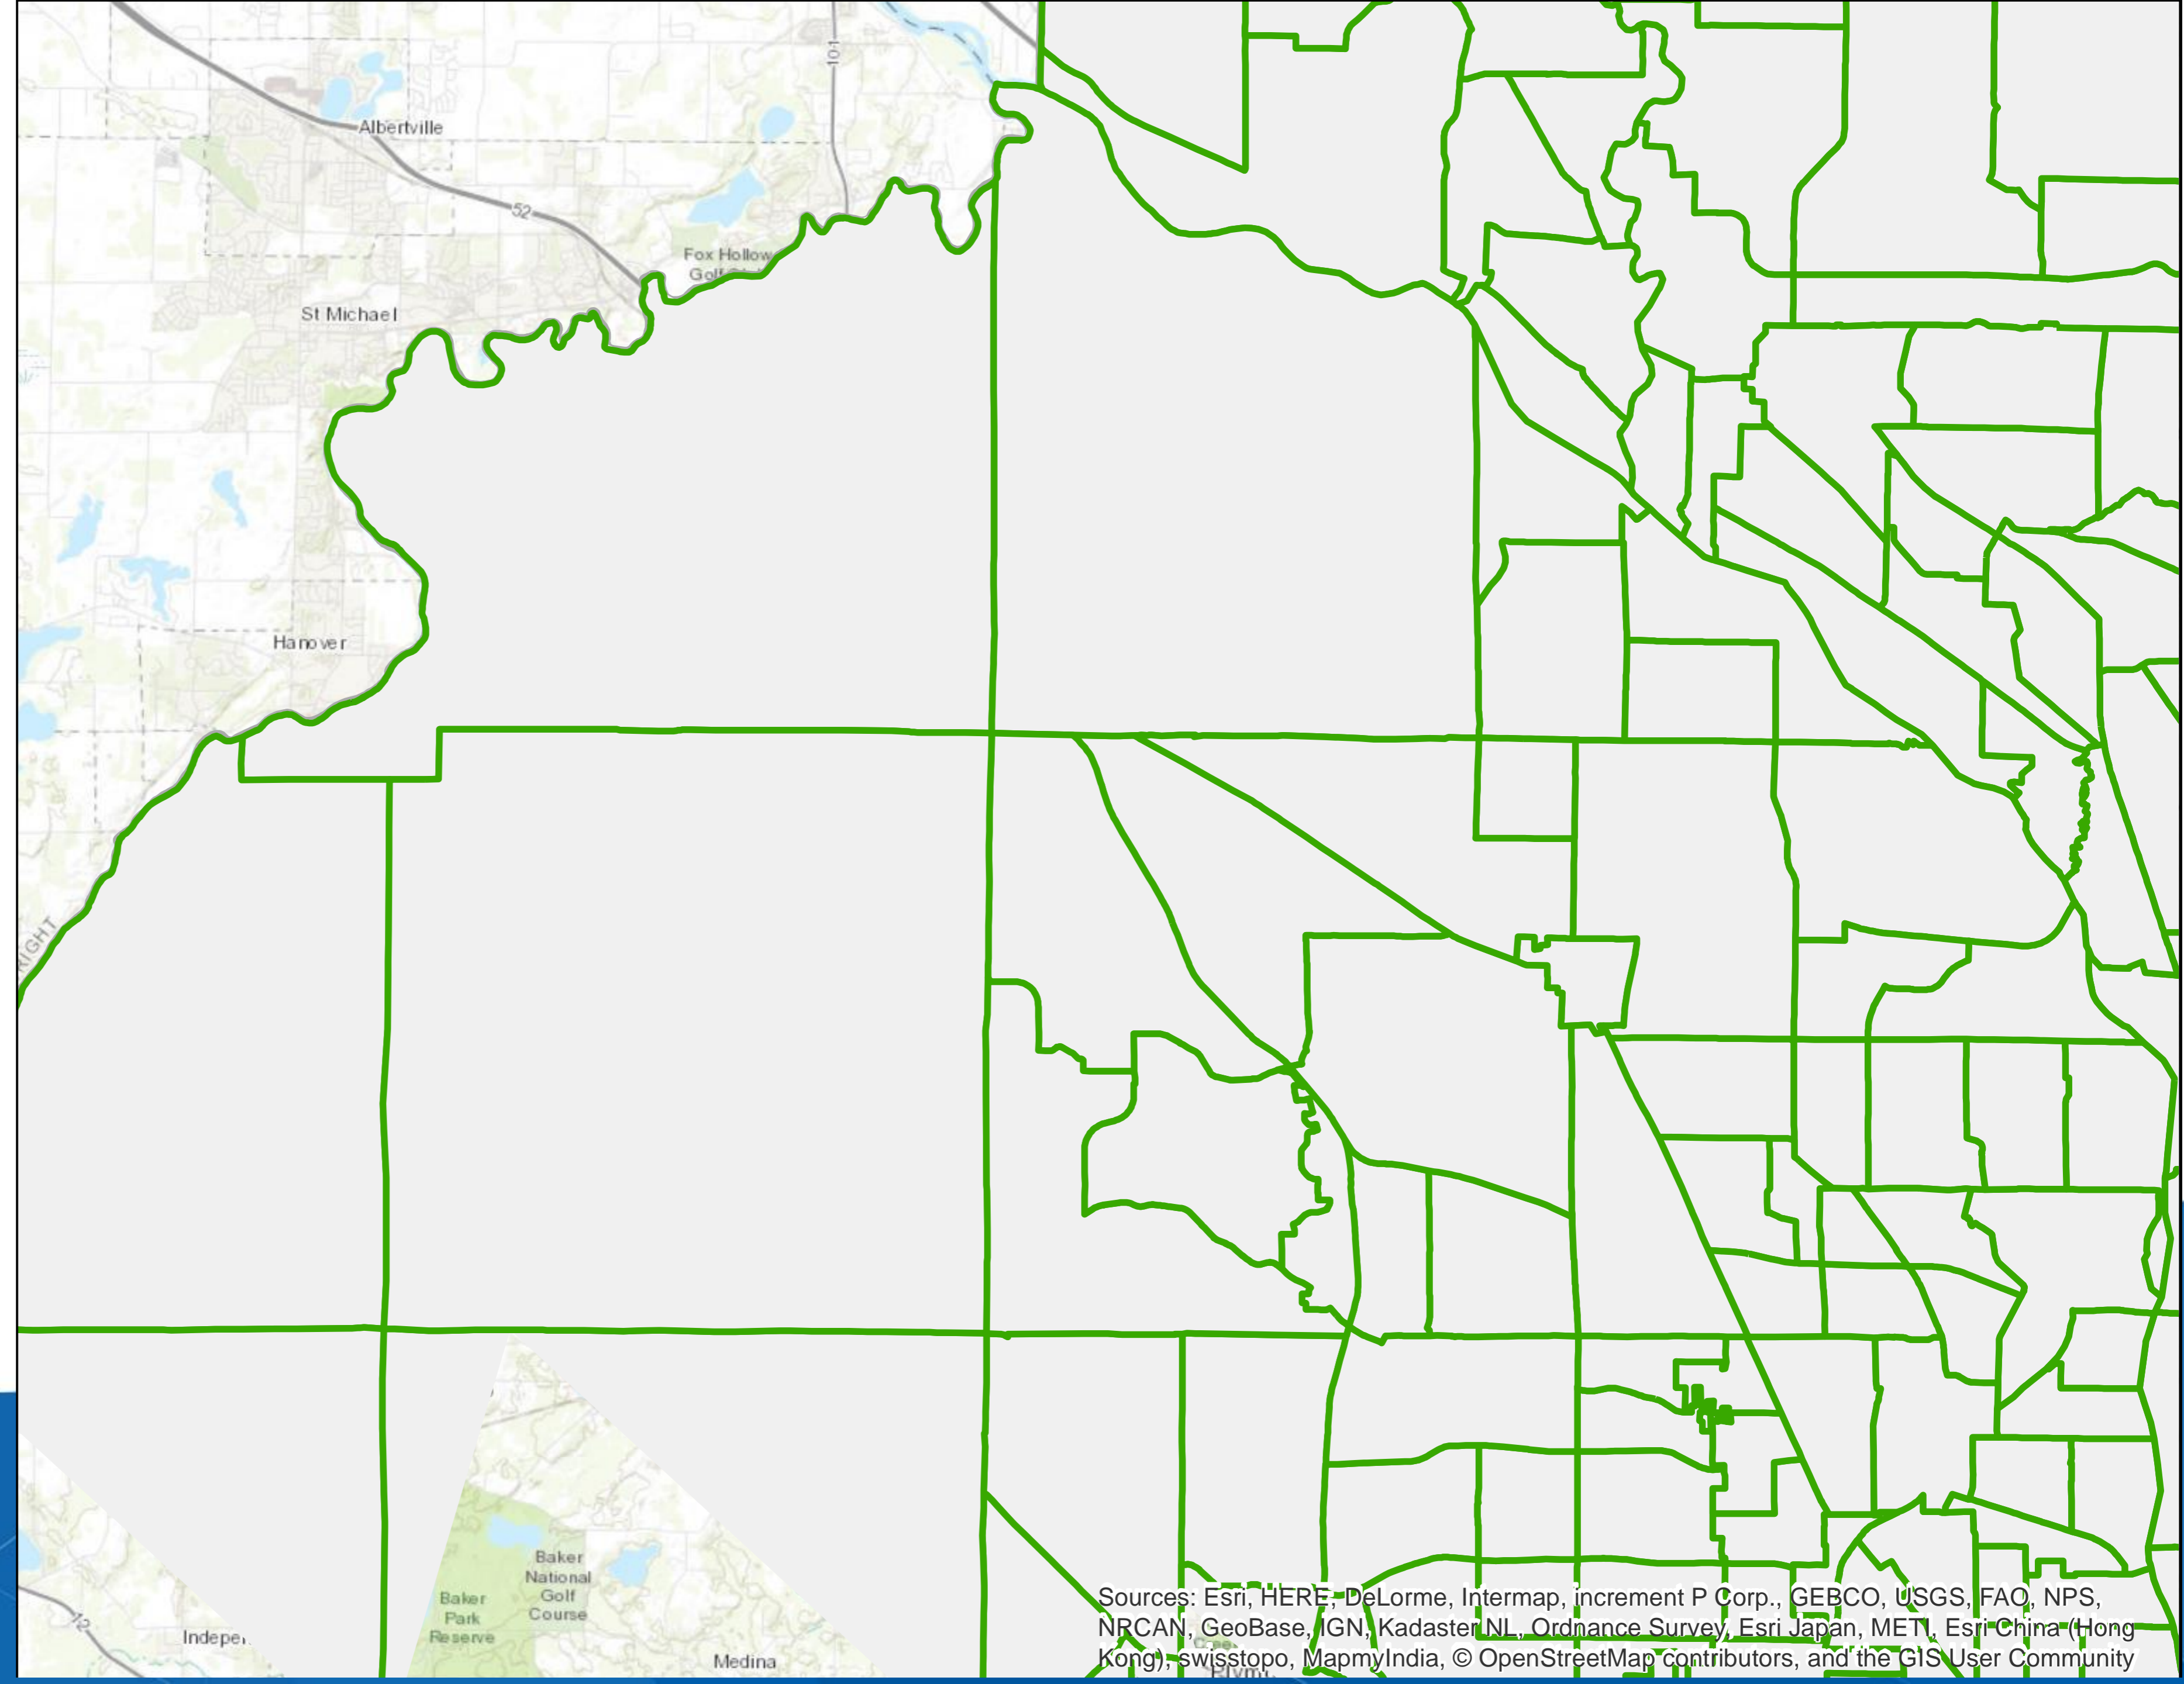 101
Albertville
52
Fox Hollow
St Michael
Hanover
Baker
National
Golf
Course
Baker
Park
Reserve
12
Medina
Sources: Esri, HERE, DeLorme, Intermap, increment P Corp., GEBCO, USGS, FAO, NPS,
NRCAN, GeoBase, IGN, Kadaster NL, Ordnance Survey, Esri Japan, METI, Esri China (Hong
Kong), swisstopo, MapmyIndia, © OpenStreetMap contributors, and the GIS User Community